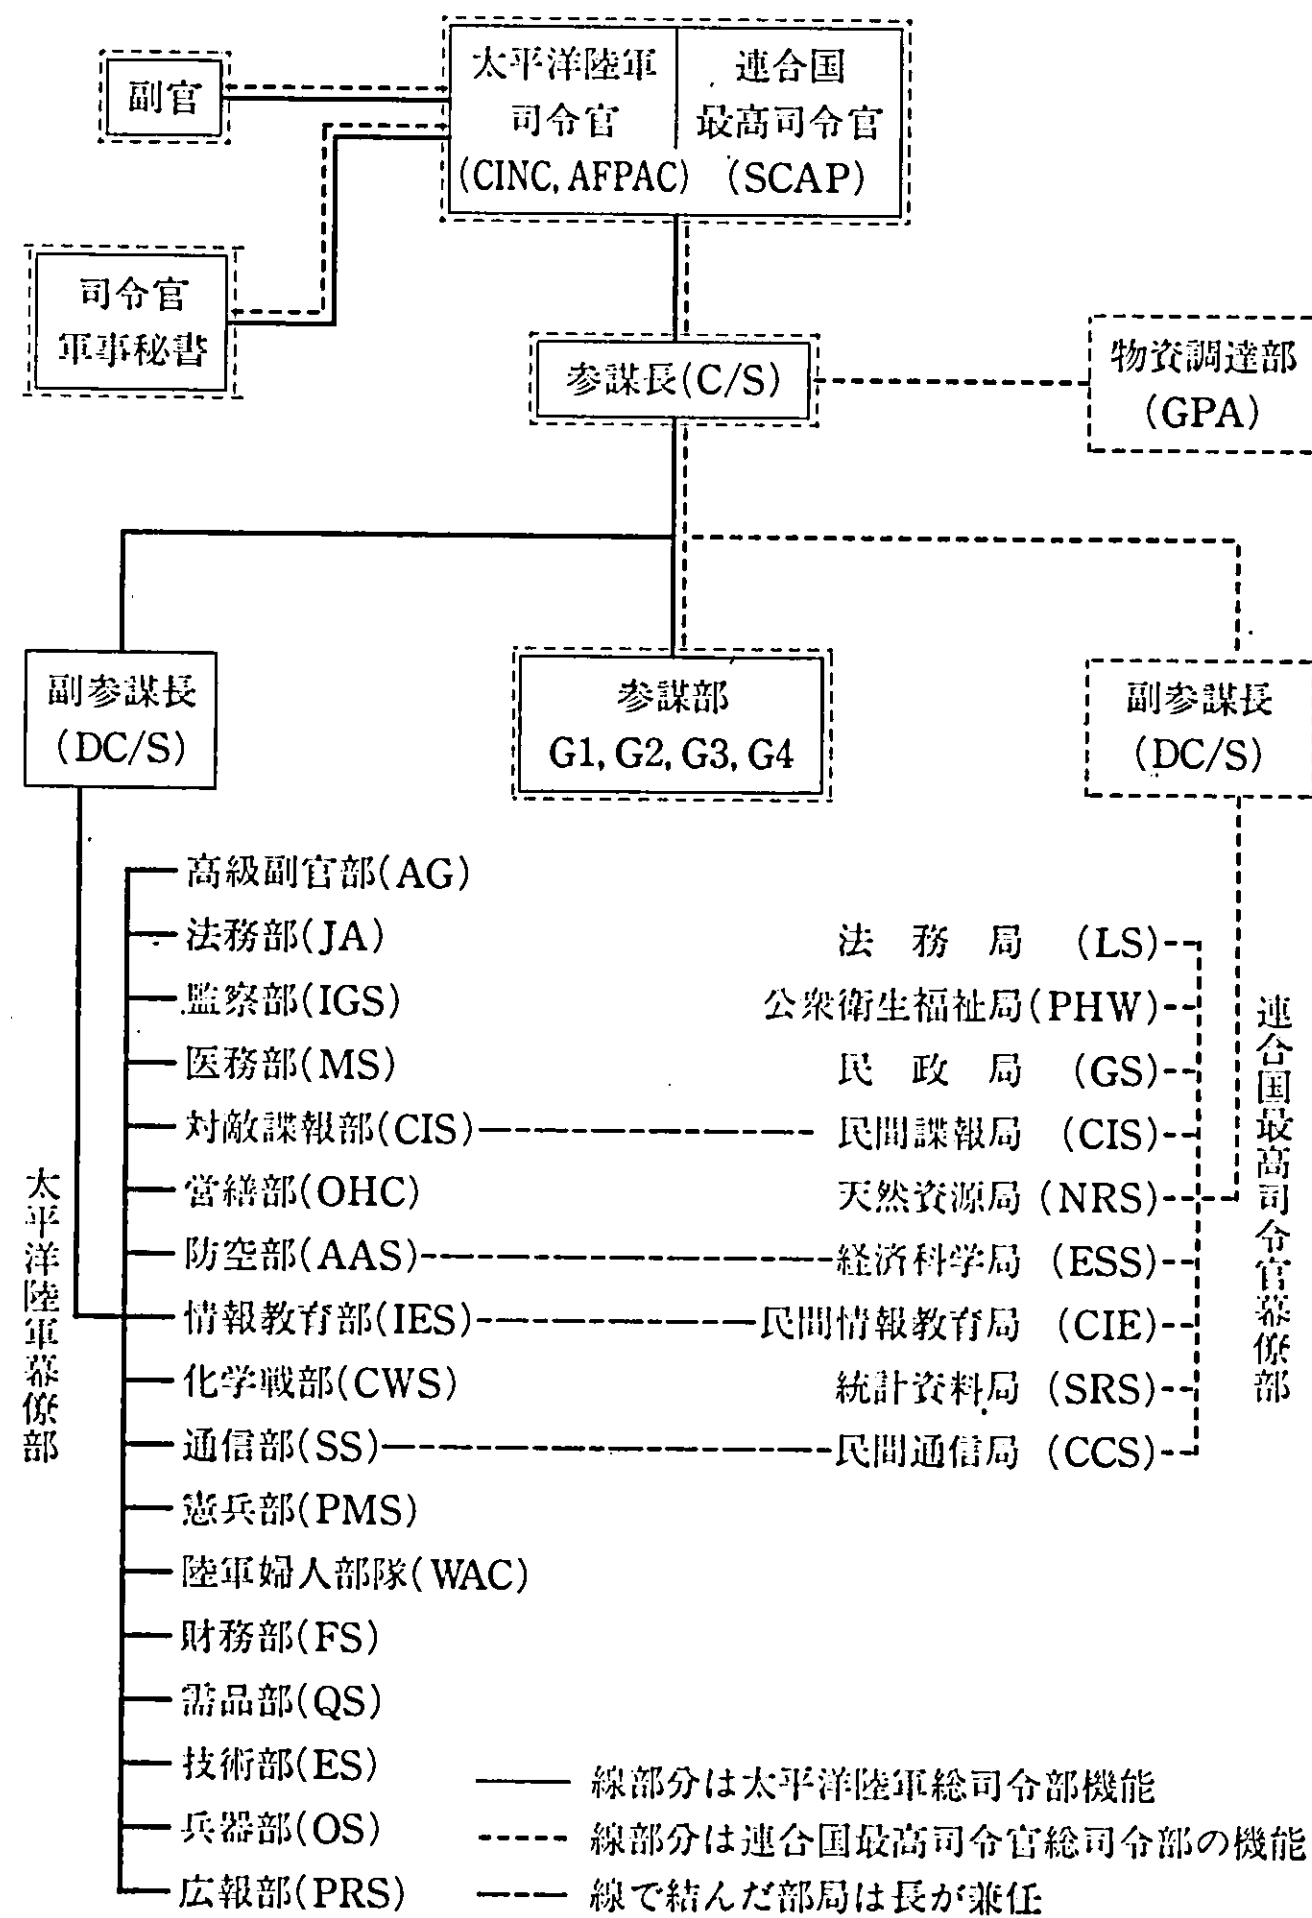 副官
太平洋陸軍
司令官
(CINC, AFPAC)
連合国
最高司令官
(SCAP)
司令官
軍事秘書
参謀長(C/S)
物資調達部
(GPA)
副参謀長
(DC/S)
参謀部
G1, G2, G3, G4
副参謀長
(DC/S)
太平洋陸軍幕僚部
高級副官部(AG)
法務部(JA)
監察部(IGS)
医務部(MS)
対敵諜報部(CIS)
営繕部(OHC)
防空部(AAS)
情報教育部(IES)
化学戦部(CWS)
通信部(SS)
憲兵部(PMS)
陸軍婦人部隊(WAC)
財務部(FS)
需品部(QS)
技術部(ES)
兵器部(OS)
広報部(PRS)
法務局 (LS)
公衆衛生福祉局(PHW)
民政局 (GS)
民間諜報局 (CIS)
天然資源局 (NRS)
経済科学局 (ESS)
民間情報教育局 (CIE)
統計資料局 (SRS)
民間通信局 (CCS)
連合国最高司令官幕僚部
線部分は太平洋陸軍総司令部機能
線部分は連合国最高司令官総司令部の機能
線で結んだ部局は長が兼任